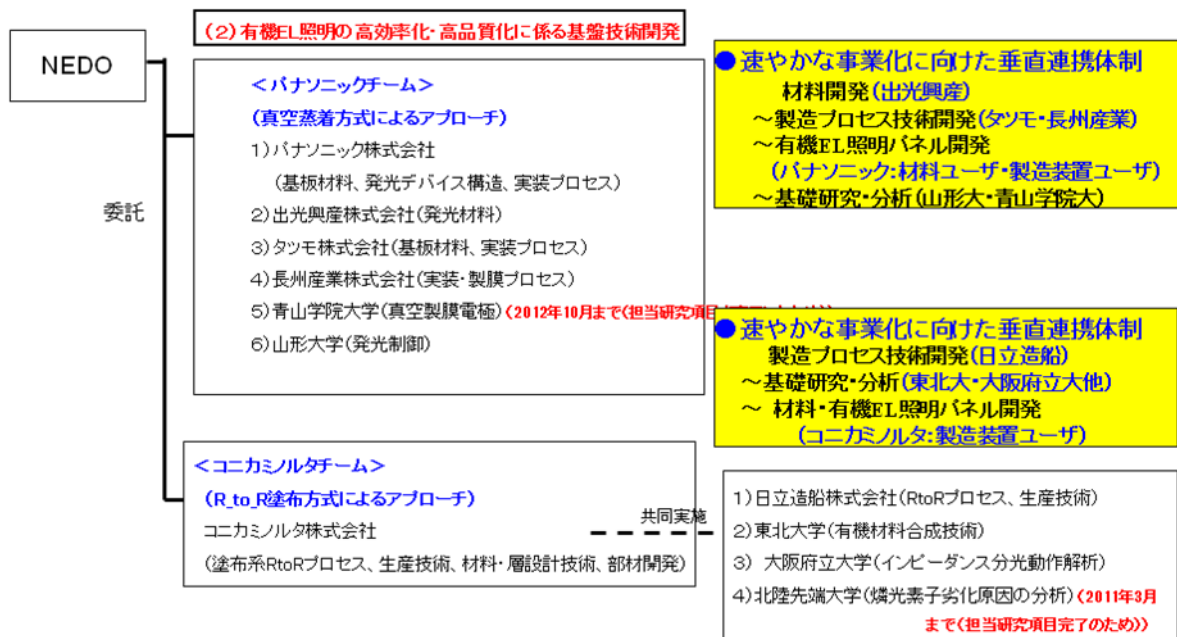 (2)有機EL照明の高効率化・高品質化に係る基盤技術開発
NEDO
委託
<パナソニックチーム>
(真空蒸着方式によるアプローチ)
1)パナソニック株式会社
(基板材料、発光デバイス構造、実装プロセス)
2)出光興産株式会社(発光材料)
3)タツモ株式会社(基板材料、実装プロセス)
4)長州産業株式会社(実装・製膜プロセス)
5)青山学院大学(真空製膜電極)(2012年10月まで(担当研究項目
6)山形大学(発光制御)
●速やかな事業化に向けた垂直連携体制
材料開発(出光興産)
～製造プロセス技術開発(タツモ・長州産業)
～有機EL照明パネル開発
(パナソニック:材料ユーザ・製造装置ユーザ)
～基礎研究・分析(山形大・青山学院大)
●速やかな事業化に向けた垂直連携体制
製造プロセス技術開発(日立造船)
～基礎研究・分析(東北大・大阪府立大他)
～ 材料・有機EL照明パネル開発
(コニカミノルタ:製造装置ユーザ)
<コニカミノルタチーム>
(R_to_R塗布方式によるアプローチ)
コニカミノルタ株式会社
(塗布系RtoRプロセス、生産技術、材料・層設計技術、部材開発)
共同実施
1)日立造船株式会社(RtoRプロセス、生産技術)
2)東北大学(有機材料合成技術)
3) 大阪府立大学(インピーダンス分光動作解析)
4)北陸先端大学(燐光素子劣化原因の分析)(2011年3月
まで(担当研究項目完了のため))